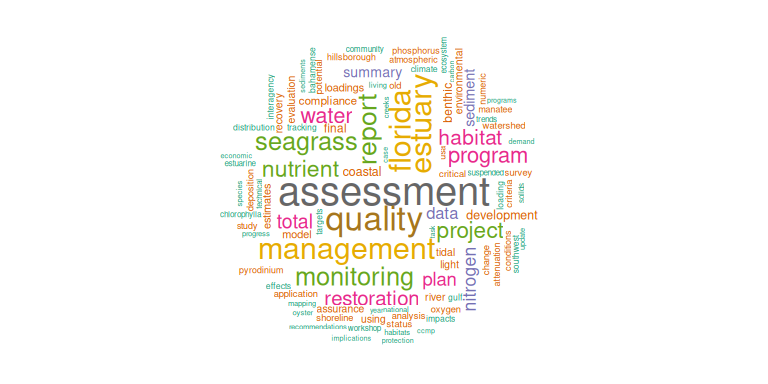 community
phosphorus
hillsborough
atmospheric
ecosystem
bahamense
sediments
potential
summary
climate
carbon
environmental
interagency
recovery
evaluation
loadings
living
old
benthic
sediment
numeric
programs
compliance
report
creeks
florida
estuary
manatee
trends
water
final
distribution
tracking
habitat
watershed
seagrass
demand
case
usa
program
economic
estuarine
nutrient
coastal
critical
suspended
survey
species
technical
deposition
estimates
assessment
loading
criteria
solids
chlorophylla
study
progress
total
targets
model
quality
data
development
task
project
management
tidal
light
nitrogen
change
attenuation
conditions
southwest
update
pyrodinium
monitoring
plan
effects
application
restoration
river
gulf
mapping
oyster
assurance
year
national
oxygen
shoreline
using
analysis
impacts
status
recommendations
workshop
habitats
ccmp
implications
protection